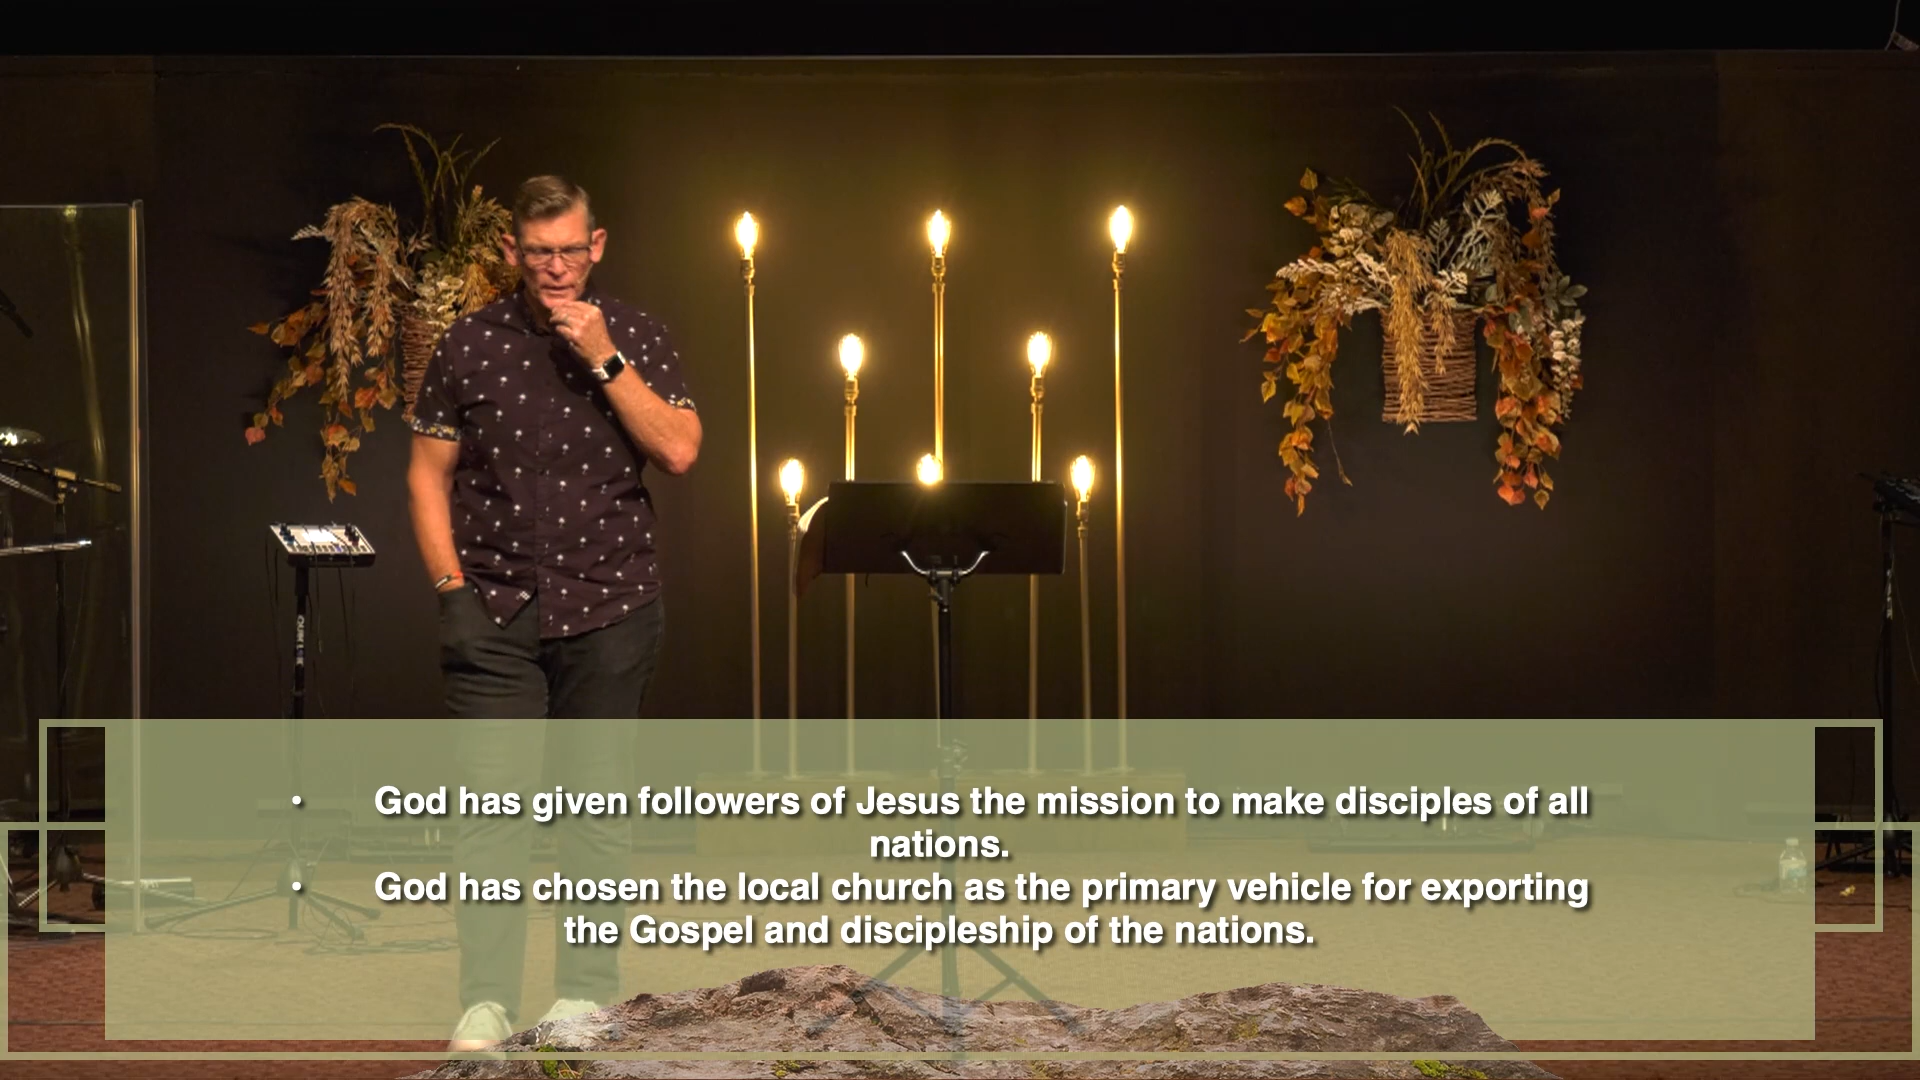 • God has given followers of Jesus the mission to make disciples of all
nations.
• God has chosen the local church as the primary vehicle for exporting
the Gospel and discipleship of the nations.